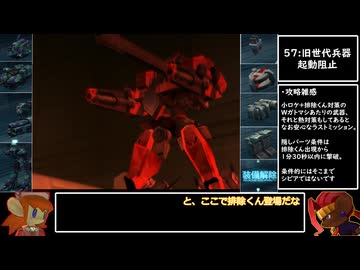 57:旧世代兵器
起動阻止
・攻略雑感
小ロケ+排除くん対策の
Wガトマシあたりの武器、
それと熱対策もしてあると
なお安心なラストミッション。
隠しパーツ条件は
排除くん出現から
1分30秒以内に撃破。
条件的にはそこまで
シビアではないです
装備解除
と、ここで排除くん登場だな